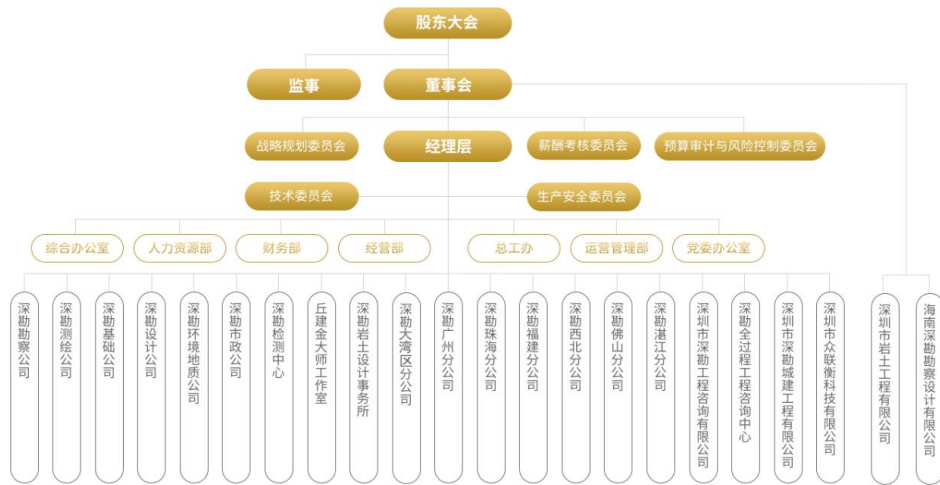 股东大会
监事
董事会
战略规划委员会
经理层
薪酬考核委员会
预算审计与风险控制委员会
技术委员会
生产安全委员会
综合办公室
人力资源部
财务部
经营部
总工办
运营管理部
党委办公室
深勘勘察公司
深勘测绘公司
深勘基础公司
深勘设计公司
深勘环境地质公司
深勘市政公司
深勘检测中心
丘建金大师工作室
深勘岩土设计事务所
深勘大湾区分公司
深勘广州分公司
深勘珠海分公司
深勘福建分公司
深勘西北分公司
深勘佛山分公司
深勘湛江分公司
深圳市深勘工程咨询有限公司
深勘全过程工程咨询中心
深圳市深勘城建工程有限公司
深圳市众联衡科技有限公司
深圳市岩土工程有限公司
海南深勘勘察设计有限公司